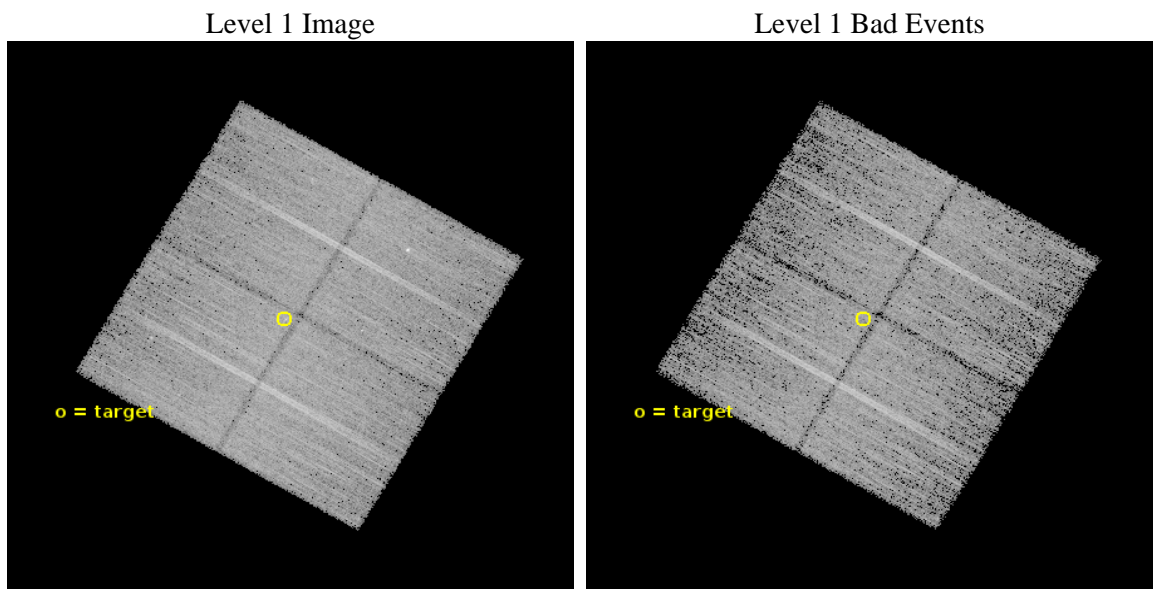 Level 1 Image
Level 1 Bad Events
o = target
o = target